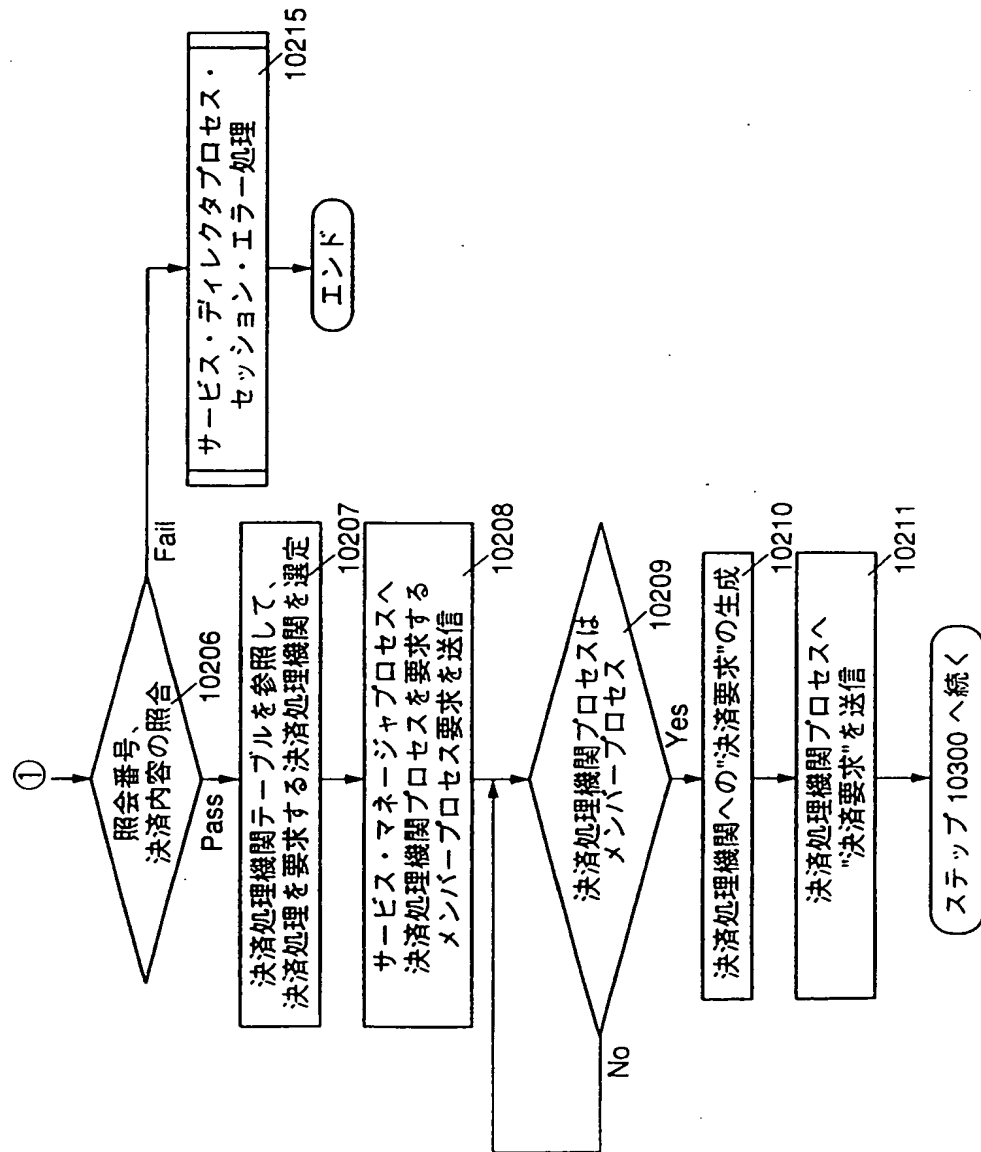 ①
照会番号、
決済内容の照合
10206
Fail
Pass
サービス・ディレクタプロセス・
セッション・エラー処理
10215
エンド
決済処理機関テーブルを参照して、
決済処理を要求する決済処理機関を選定
10207
サービス・マネージャプロセスへ
決済処理機関プロセスを要求する
メンバープロセス要求を送信
10208
決済処理機関プロセスは
メンバープロセス
10209
No
Yes
決済処理機関への"決済要求"の生成
10210
決済処理機関プロセスへ
"決済要求"を送信
10211
ステップ 10300 へ続く